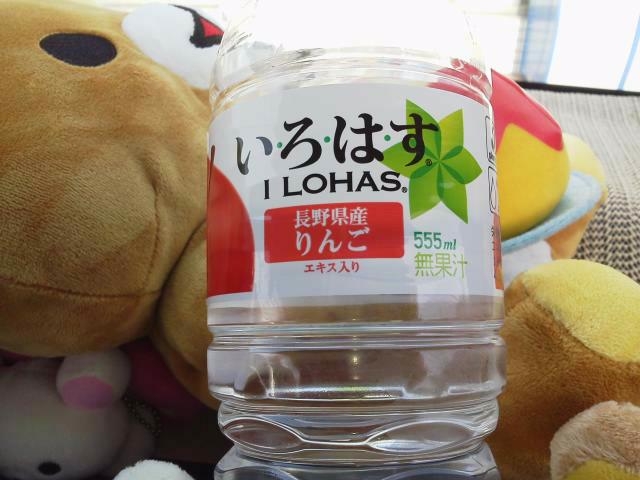 い・ろ・は・す®
I LOHAS®
長野県産
りんご
エキス入り
555ml
無果汁